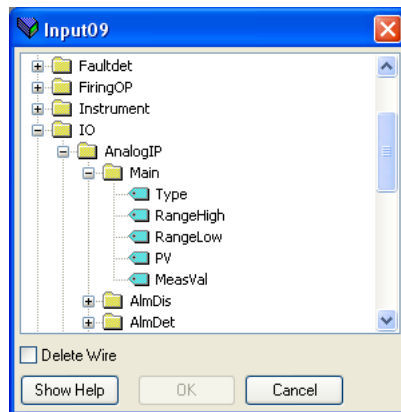 Input09
Faultdet
FiringOP
Instrument
IO
AnalogIP
Main
Type
RangeHigh
RangeLow
PV
MeasVal
AlmDis
AlmDet
Delete Wire
Show Help OK Cancel